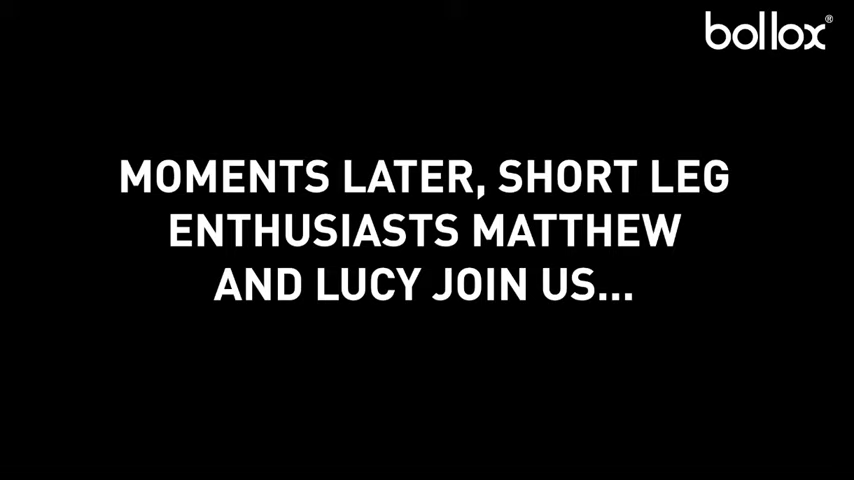 bollox®
MOMENTS LATER, SHORT LEG
ENTHUSIASTS MATTHEW
AND LUCY JOIN US...